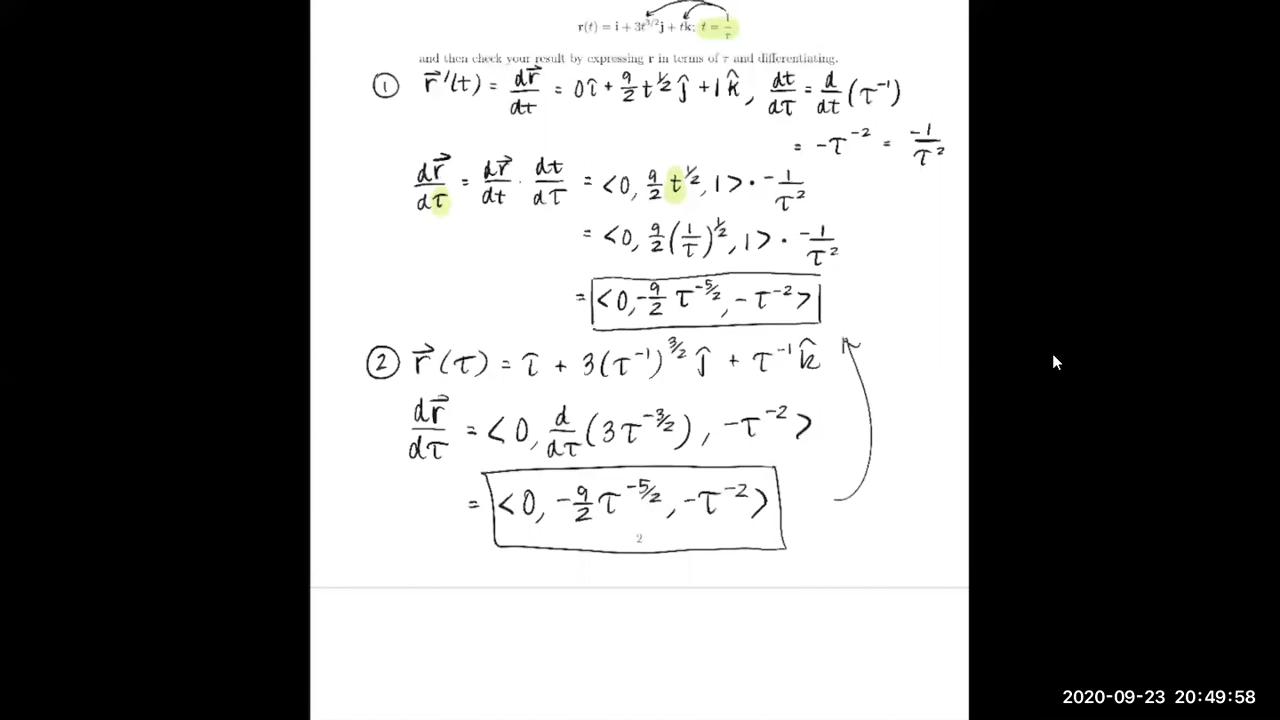 r(t) = i + 3t^{3/2}j + tk; t = 1/τ
and then check your result by expressing r in terms of τ and differentiating.
① r⃗'(t) = dr⃗/dt = 0î + 9/2 t^{1/2} ĵ + 1k̂, dt/dτ = d/dt (τ^{-1})
= -τ^{-2} = -1/τ^2
dr⃗/dτ = dr⃗/dt · dt/dτ = <0, 9/2 t^{1/2}, 1> · -1/τ^2
= <0, 9/2 (1/τ)^{1/2}, 1> · -1/τ^2
= <0, -9/2 τ^{-5/2}, -τ^{-2}>
② r⃗(τ) = î + 3(τ^{-1})^{3/2} ĵ + τ^{-1} k̂
dr⃗/dτ = <0, d/dτ (3τ^{-3/2}), -τ^{-2}>
= <0, -9/2 τ^{-5/2}, -τ^{-2}>
2
2020-09-23 20:49:58